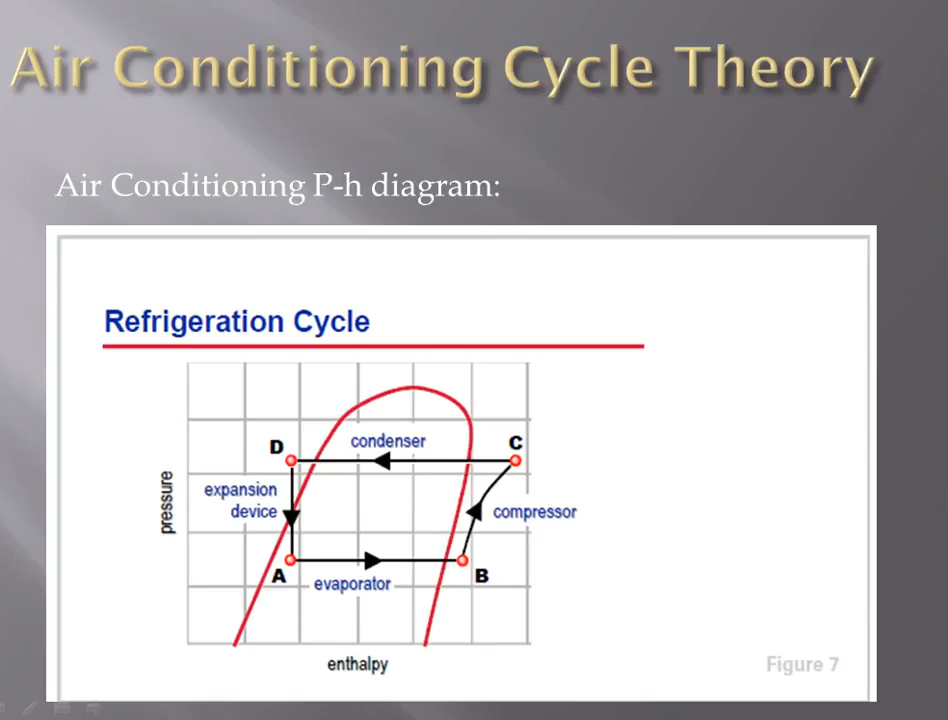 Air Conditioning Cycle Theory
Air Conditioning P-h diagram:
Refrigeration Cycle
D
condenser
C
pressure
expansion
device
compressor
A
evaporator
B
enthalpy
Figure 7